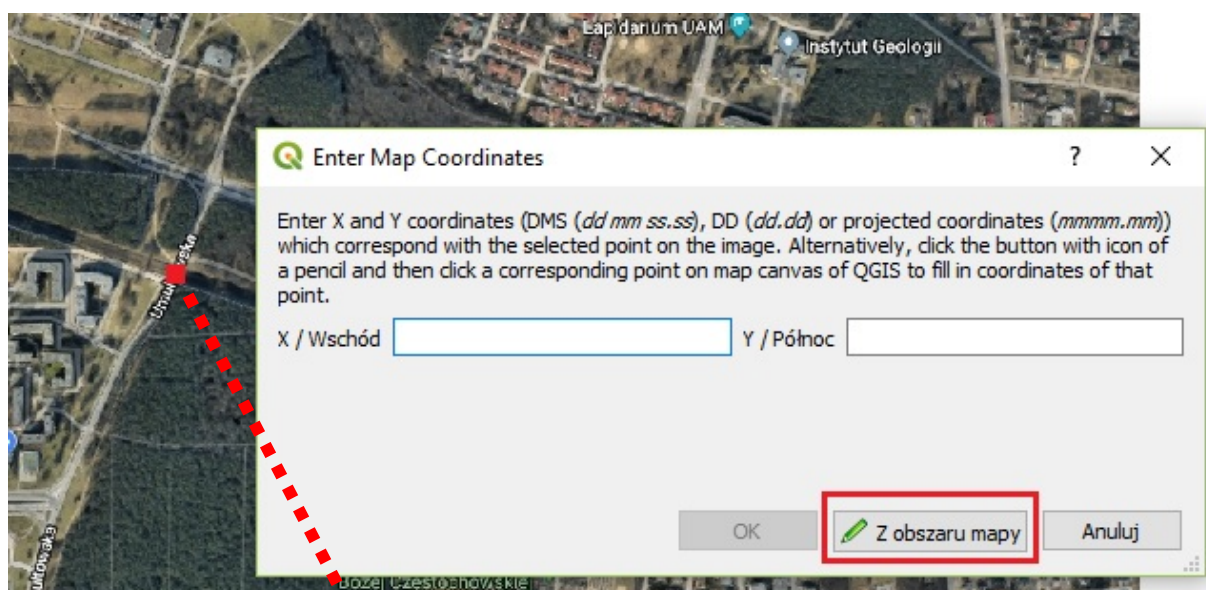 Lapidarium UAM
Instytut Geologii
Enter Map Coordinates
?
Enter X and Y coordinates (DMS (dd mm ss.ss), DD (dd.dd) or projected coordinates (mmmm.mm))
which correspond with the selected point on the image. Alternatively, click the button with icon of
a pencil and then click a corresponding point on map canvas of QGIS to fill in coordinates of that
point.
X / Wschód
Y / Północ
OK
Z obszaru mapy
Anuluj